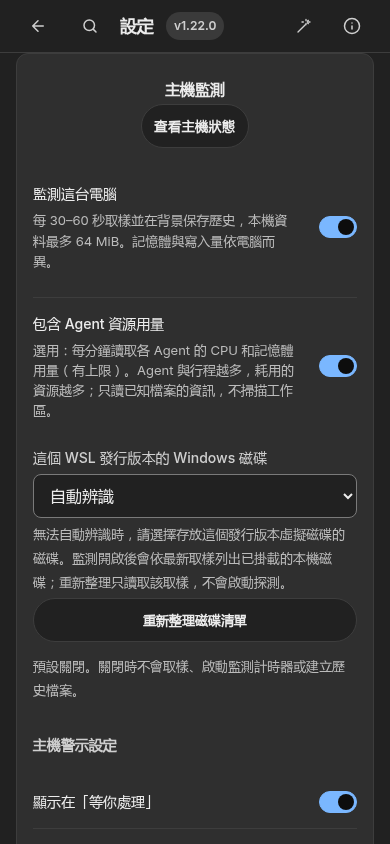 設定 v1.22.0
主機監測
查看主機狀態
監測這台電腦
每 30–60 秒取樣並在背景保存歷史，本機資
料最多 64 MiB。記憶體與寫入量依電腦而
異。
包含 Agent 資源用量
選用：每分鐘讀取各 Agent 的 CPU 和記憶體
用量（有上限）。Agent 與行程越多，耗用的
資源越多；只讀已知檔案的資訊，不掃描工作
區。
這個 WSL 發行版本的 Windows 磁碟
自動辨識
無法自動辨識時，請選擇存放這個發行版本虛擬磁碟的
磁碟。監測開啟後會依最新取樣列出已掛載的本機磁
碟；重新整理只讀取該取樣，不會啟動探測。
重新整理磁碟清單
預設關閉。關閉時不會取樣、啟動監測計時器或建立歷
史檔案。
主機警示設定
顯示在「等你處理」